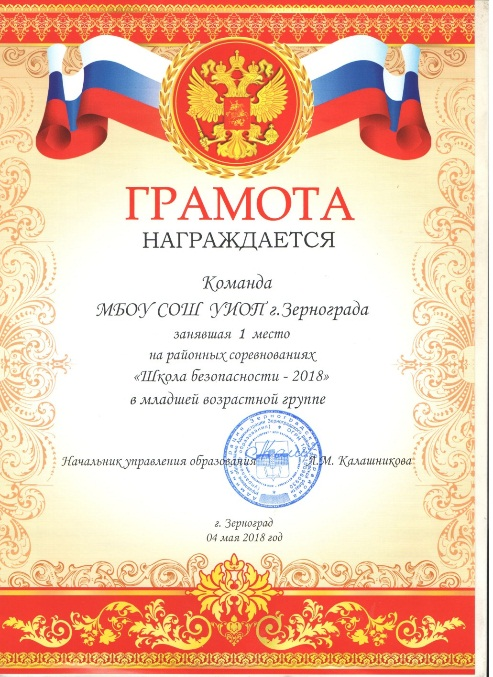 ГРАМОТА
НАГРАЖДАЕТСЯ
Команда
МБОУ СОШ УИОП г.Зернограда
занявшая 1 место
на районных соревнованиях
«Школа безопасности - 2018»
в младшей возрастной группе
Начальник управления образования Л.М. Калашникова
г. Зерноград
04 мая 2018 год